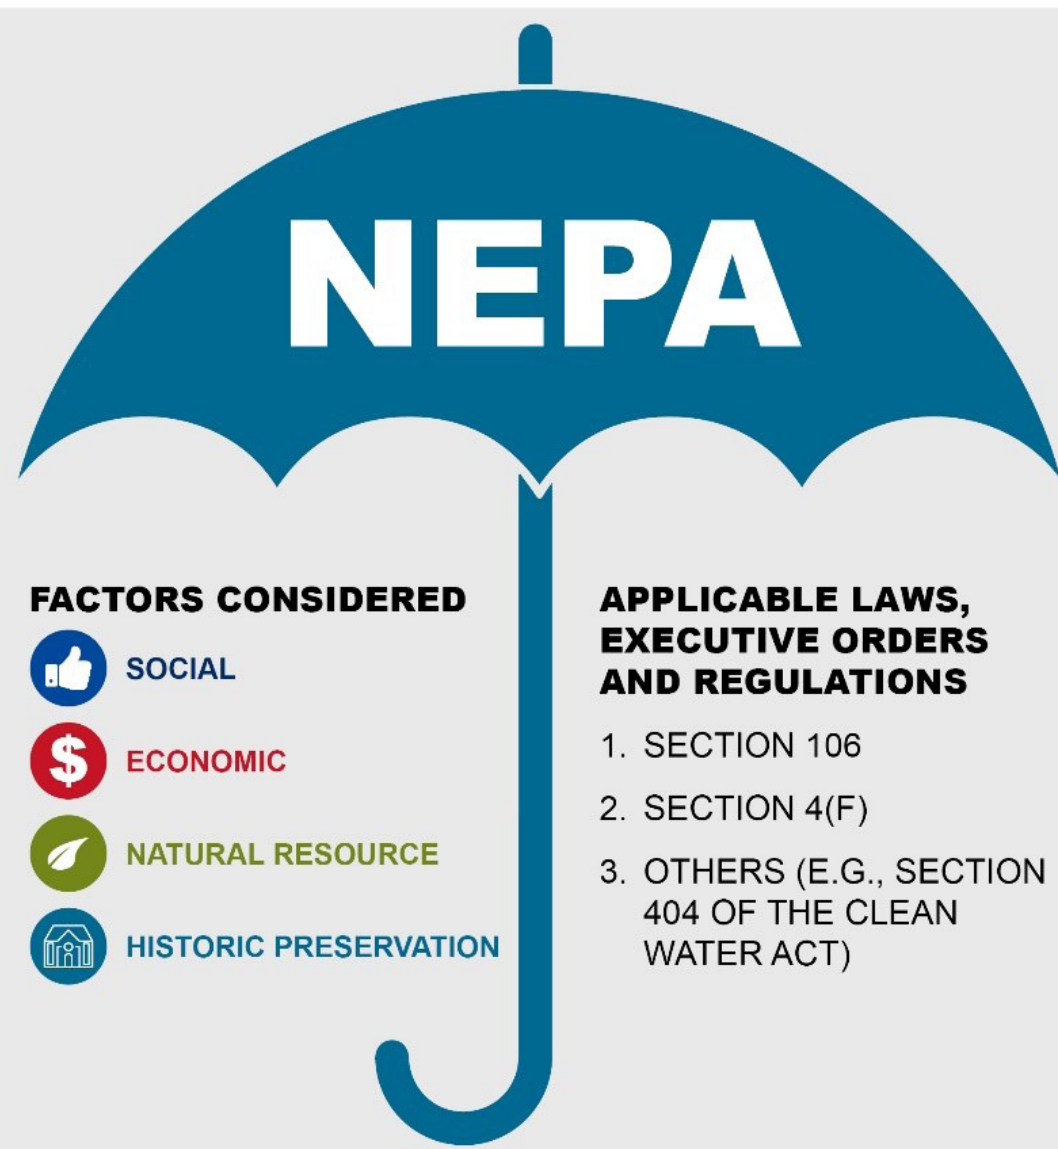 NEPA
FACTORS CONSIDERED
SOCIAL
$
ECONOMIC
NATURAL RESOURCE
HISTORIC PRESERVATION
APPLICABLE LAWS,
EXECUTIVE ORDERS
AND REGULATIONS
1. SECTION 106
2. SECTION 4(F)
3. OTHERS (E.G., SECTION
404 OF THE CLEAN
WATER ACT)